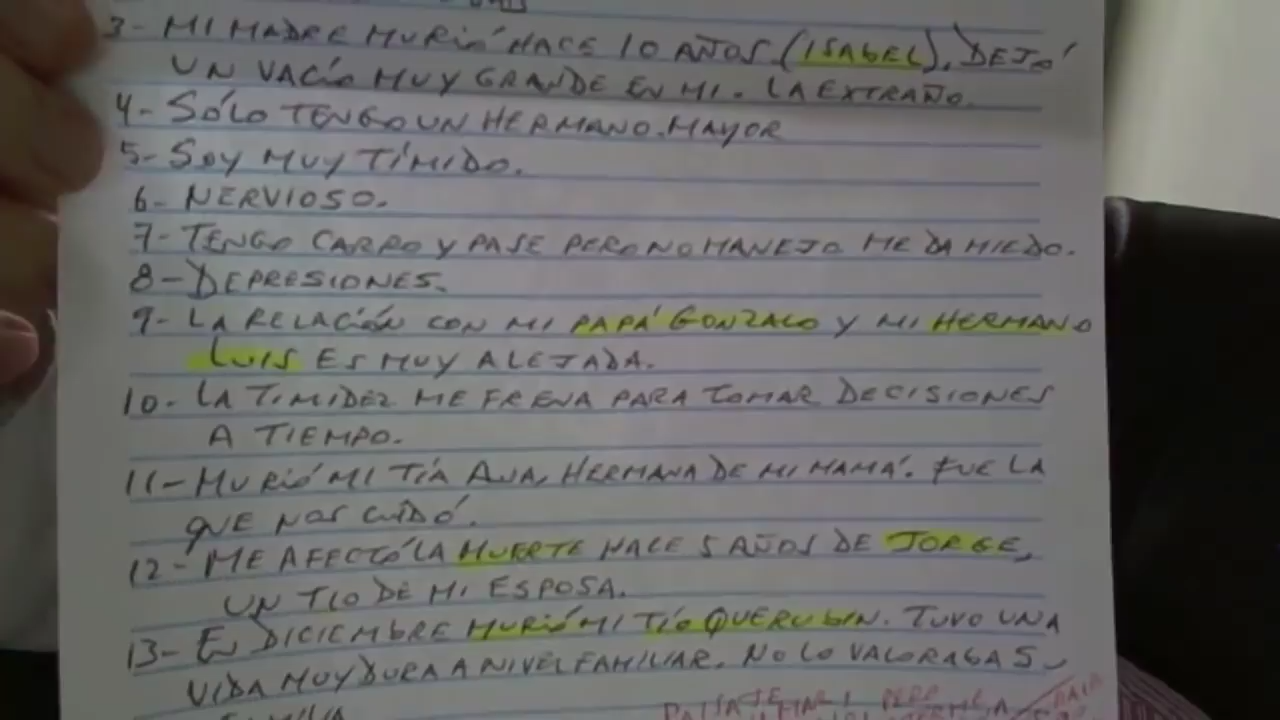 3- MI MADRE MURIÓ HACE 10 AÑOS (ISABEL). DEJÓ
UN VACÍO MUY GRANDE EN MI. LA EXTRAÑO.
4- SÓLO TENGO UN HERMANO MAYOR
5- SOY MUY TÍMIDO.
6- NERVIOSO.
7- TENGO CARRO Y PASE PERO NO MANEJO ME DA MIEDO.
8- DEPRESIONES.
9- LA RELACIÓN CON MI PAPÁ GONZALO Y MI HERMANO
LUIS ES MUY ALEJADA.
10- LA TIMIDEZ ME FRENA PARA TOMAR DECISIONES
A TIEMPO.
11- MURIÓ MI TÍA ANA, HERMANA DE MI MAMÁ. FUE LA
QUE NOS CUIDÓ.
12- ME AFECTÓ LA MUERTE HACE 5 AÑOS DE JORGE,
UN TIO DE MI ESPOSA.
13- EN DICIEMBRE MURIÓ MI TÍO QUERUBIN. TUVO UNA
VIDA MUY DURA A NIVEL FAMILIAR. NO LO VALORABA SU
FAMILIA